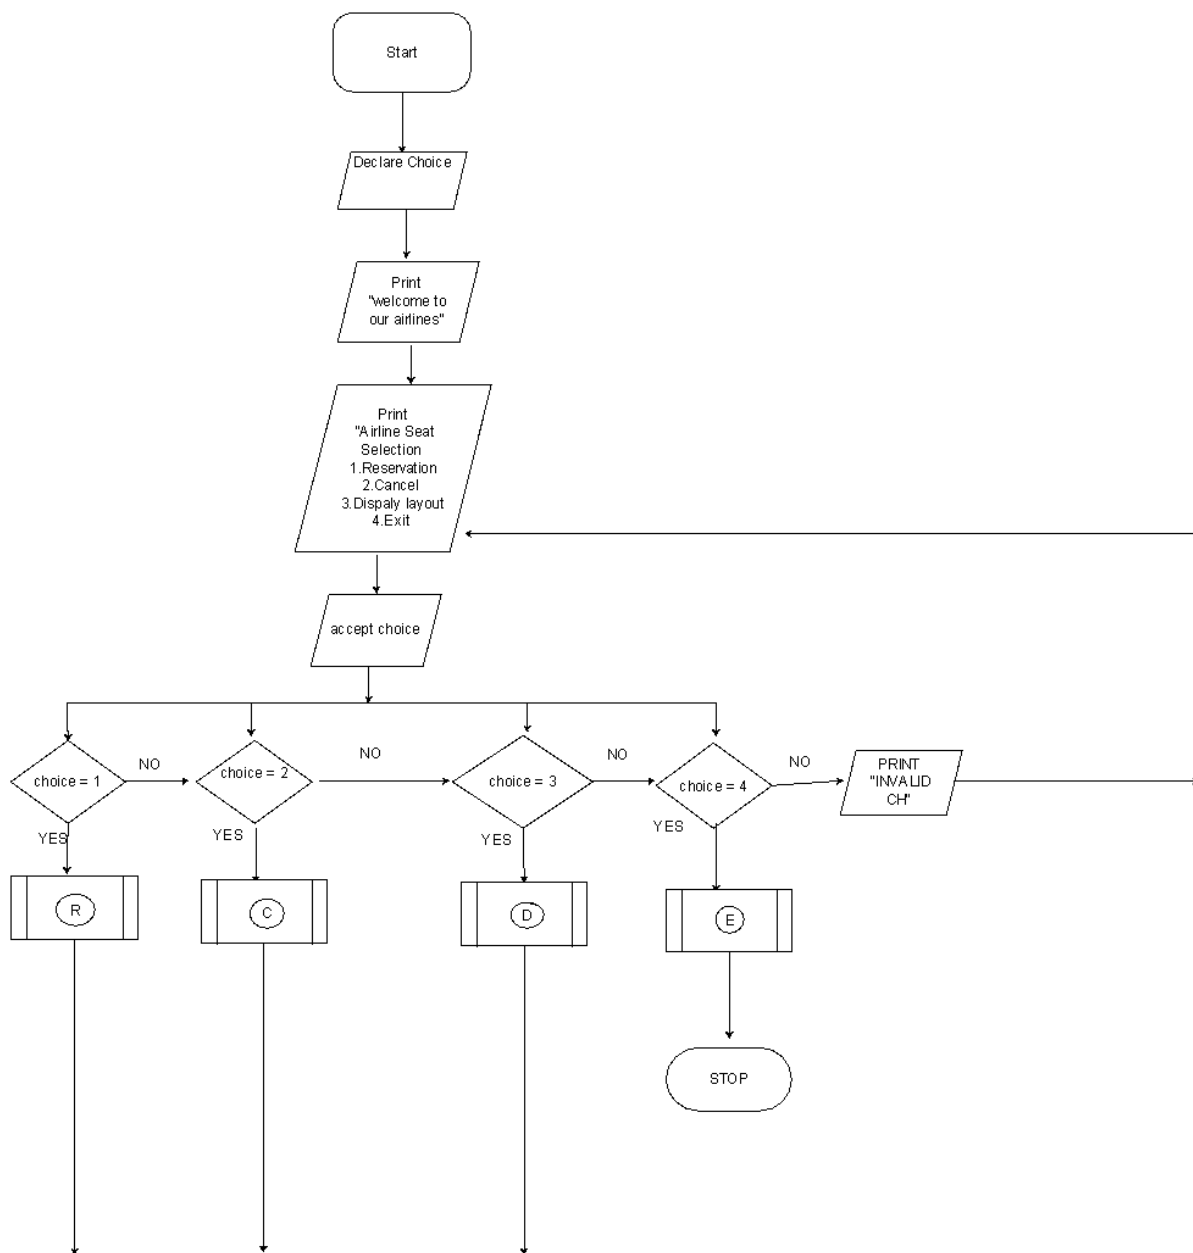 Start
Declare Choice
Print
"welcome to
our airlines"
Print
"Airline Seat
Selection
1.Reservation
2.Cancel
3.Dispaly layout
4.Exit
accept choice
choice = 1
NO
choice = 2
NO
choice = 3
NO
choice = 4
NO
PRINT
"INVALID
CH"
YES
YES
YES
YES
R
C
D
E
STOP